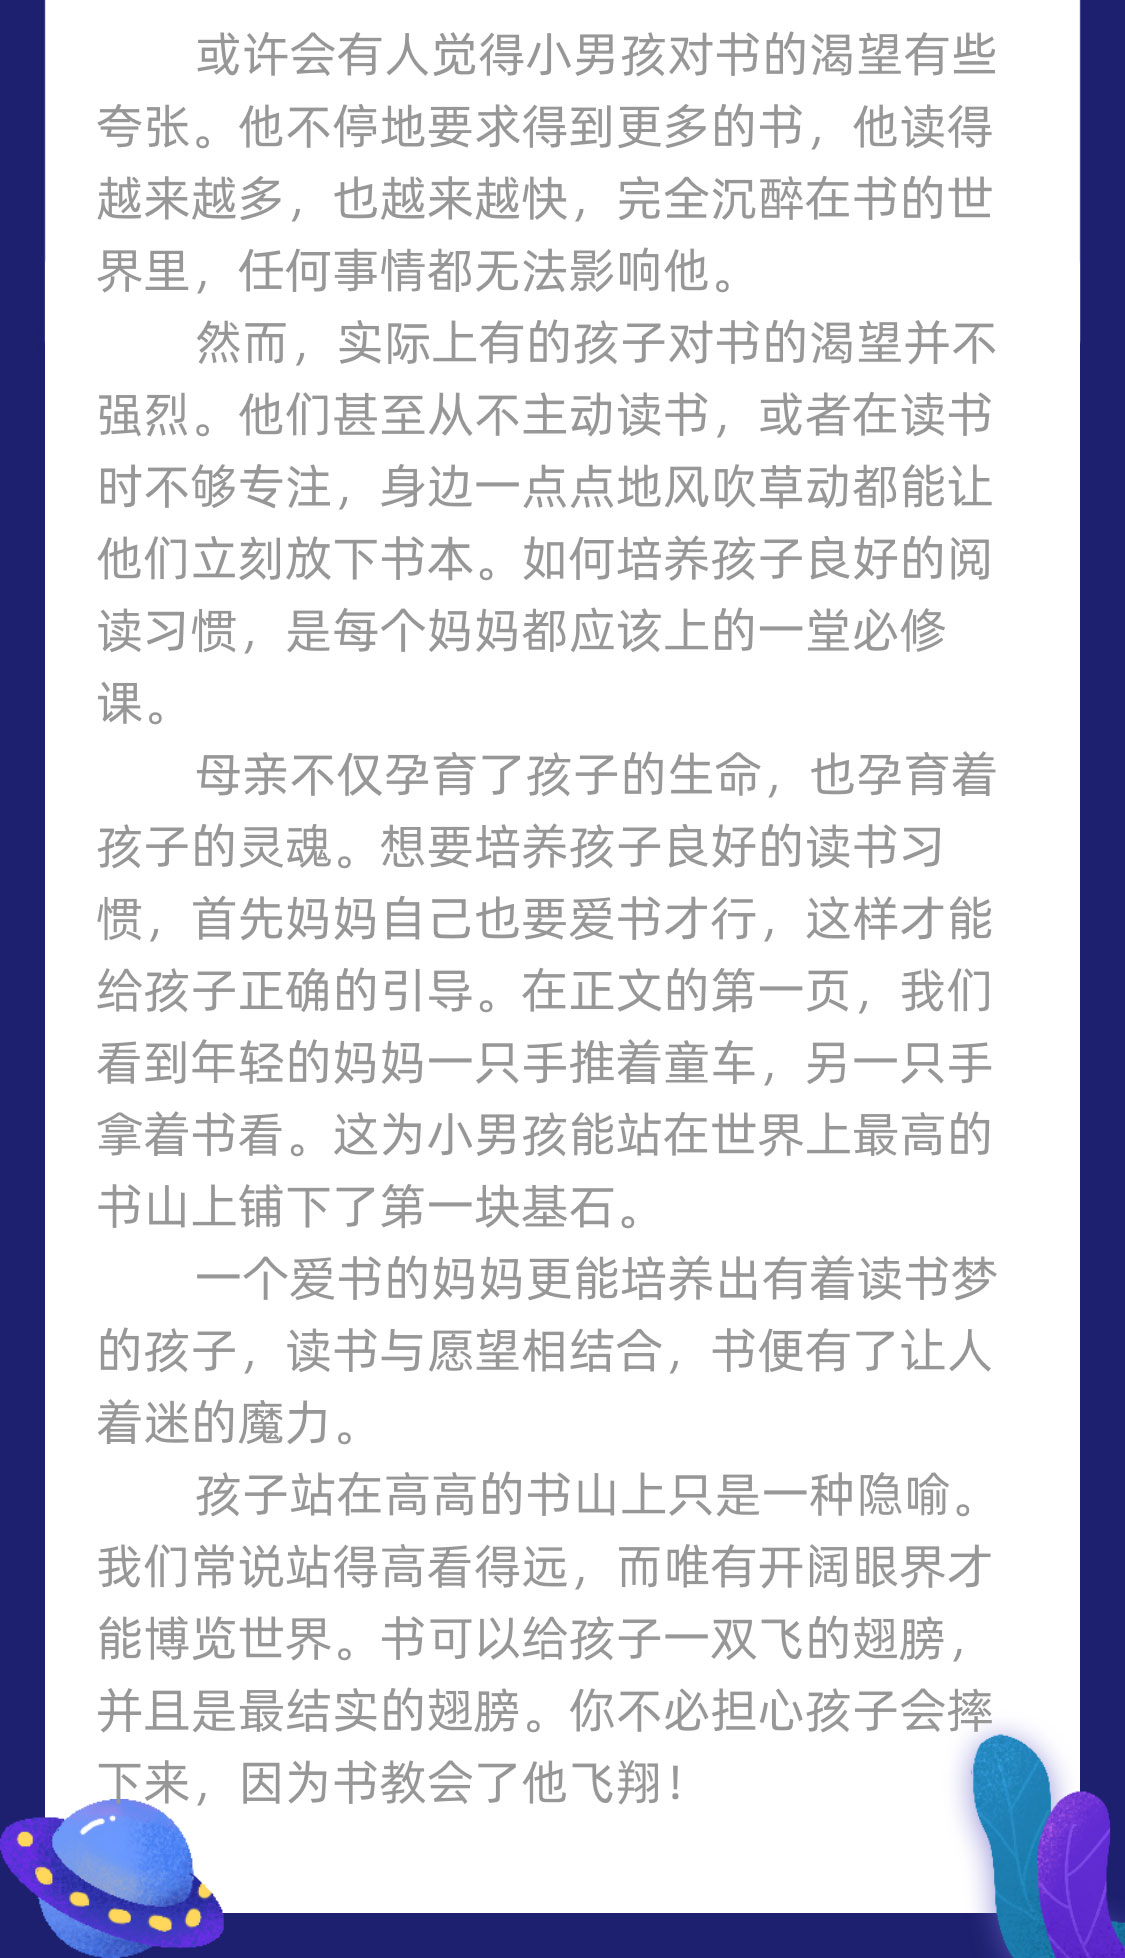 或许会有人觉得小男孩对书的渴望有些
夸张。他不停地要求得到更多的书，他读得
越来越多，也越来越快，完全沉醉在书的世
界里，任何事情都无法影响他。
然而，实际上有的孩子对书的渴望并不
强烈。他们甚至从不主动读书，或者在读书
时不够专注，身边一点点地风吹草动都能让
他们立刻放下书本。如何培养孩子良好的阅
读习惯，是每个妈妈都应该上的一堂必修
课。
母亲不仅孕育了孩子的生命，也孕育着
孩子的灵魂。想要培养孩子良好的读书习
惯，首先妈妈自己也要爱书才行，这样才能
给孩子正确的引导。在正文的第一页，我们
看到年轻的妈妈一只手推着童车，另一只手
拿着书看。这为小男孩能站在世界上最高的
书山上铺下了第一块基石。
一个爱书的妈妈更能培养出有着读书梦
的孩子，读书与愿望相结合，书便有了让人
着迷的魔力。
孩子站在高高的书山上只是一种隐喻。
我们常说站得高看得远，而唯有开阔眼界才
能博览世界。书可以给孩子一双飞的翅膀，
并且是最结实的翅膀。你不必担心孩子会摔
下来，因为书教会了他飞翔！